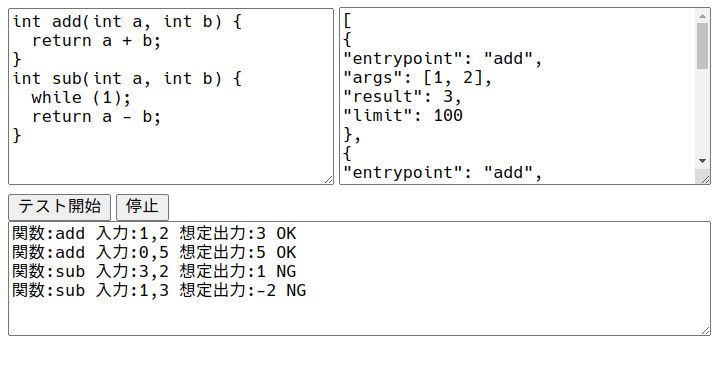 int add(int a, int b) {
  return a + b;
}
int sub(int a, int b) {
  while (1);
  return a - b;
}
[
{
"entrypoint": "add",
"args": [1, 2],
"result": 3,
"limit": 100
},
{
"entrypoint": "add",
テスト開始 停止
関数:add 入力:1,2 想定出力:3 OK
関数:add 入力:0,5 想定出力:5 OK
関数:sub 入力:3,2 想定出力:1 NG
関数:sub 入力:1,3 想定出力:-2 NG